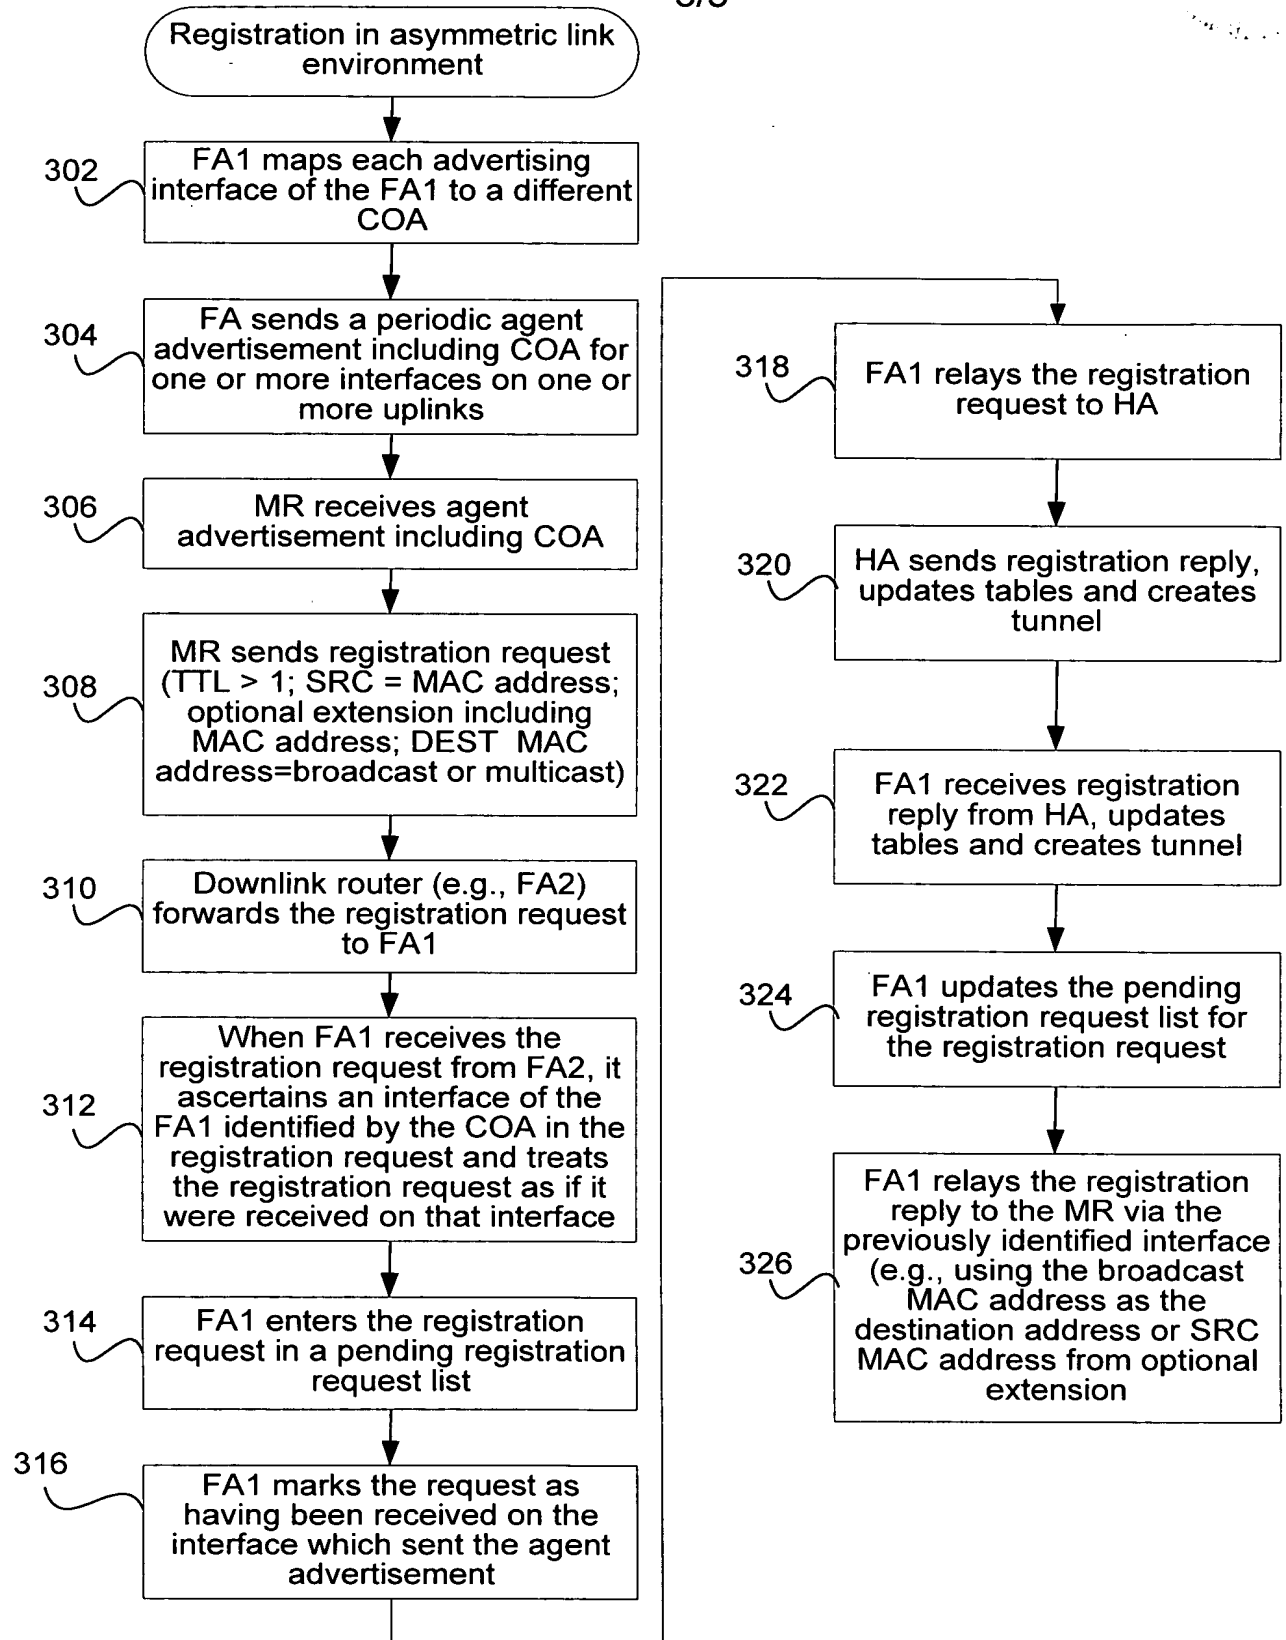 Registration in asymmetric link
environment
302
FA1 maps each advertising
interface of the FA1 to a different
COA
304
FA sends a periodic agent
advertisement including COA for
one or more interfaces on one or
more uplinks
306
MR receives agent
advertisement including COA
308
MR sends registration request
(TTL > 1; SRC = MAC address;
optional extension including
MAC address; DEST MAC
address=broadcast or multicast)
310
Downlink router (e.g., FA2)
forwards the registration request
to FA1
312
When FA1 receives the
registration request from FA2, it
ascertains an interface of the
FA1 identified by the COA in the
registration request and treats
the registration request as if it
were received on that interface
314
FA1 enters the registration
request in a pending registration
request list
316
FA1 marks the request as
having been received on the
interface which sent the agent
advertisement
318
FA1 relays the registration
request to HA
320
HA sends registration reply,
updates tables and creates
tunnel
322
FA1 receives registration
reply from HA, updates
tables and creates tunnel
324
FA1 updates the pending
registration request list for
the registration request
326
FA1 relays the registration
reply to the MR via the
previously identified interface
(e.g., using the broadcast
MAC address as the
destination address or SRC
MAC address from optional
extension